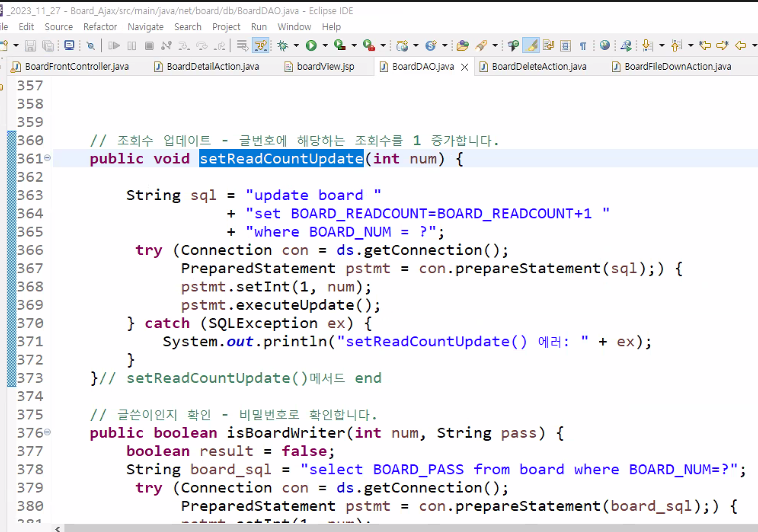 2023_11_27 - Board_Ajax/src/main/java/net/board/db/BoardDAO.java - Eclipse IDE
Edit Source Refactor Navigate Search Project Run Window Help
BoardFrontController.java BoardDetailAction.java boardView.jsp BoardDAO.java BoardDeleteAction.java BoardFileDownAction.java
357
358
359
360 // 조회수 업데이트 - 글번호에 해당하는 조회수를 1 증가합니다.
361 public void setReadCountUpdate(int num) {
362
363 String sql = "update board "
364 + "set BOARD_READCOUNT=BOARD_READCOUNT+1 "
365 + "where BOARD_NUM = ?";
366 try (Connection con = ds.getConnection();
367 PreparedStatement pstmt = con.prepareStatement(sql);) {
368 pstmt.setInt(1, num);
369 pstmt.executeUpdate();
370 } catch (SQLException ex) {
371 System.out.println("setReadCountUpdate() 에러: " + ex);
372 }
373 }// setReadCountUpdate()메서드 end
374
375 // 글쓴이인지 확인 - 비밀번호로 확인합니다.
376 public boolean isBoardWriter(int num, String pass) {
377 boolean result = false;
378 String board_sql = "select BOARD_PASS from board where BOARD_NUM=?";
379 try (Connection con = ds.getConnection();
380 PreparedStatement pstmt = con.prepareStatement(board_sql);) {
381 pstmt.setInt(1, num);